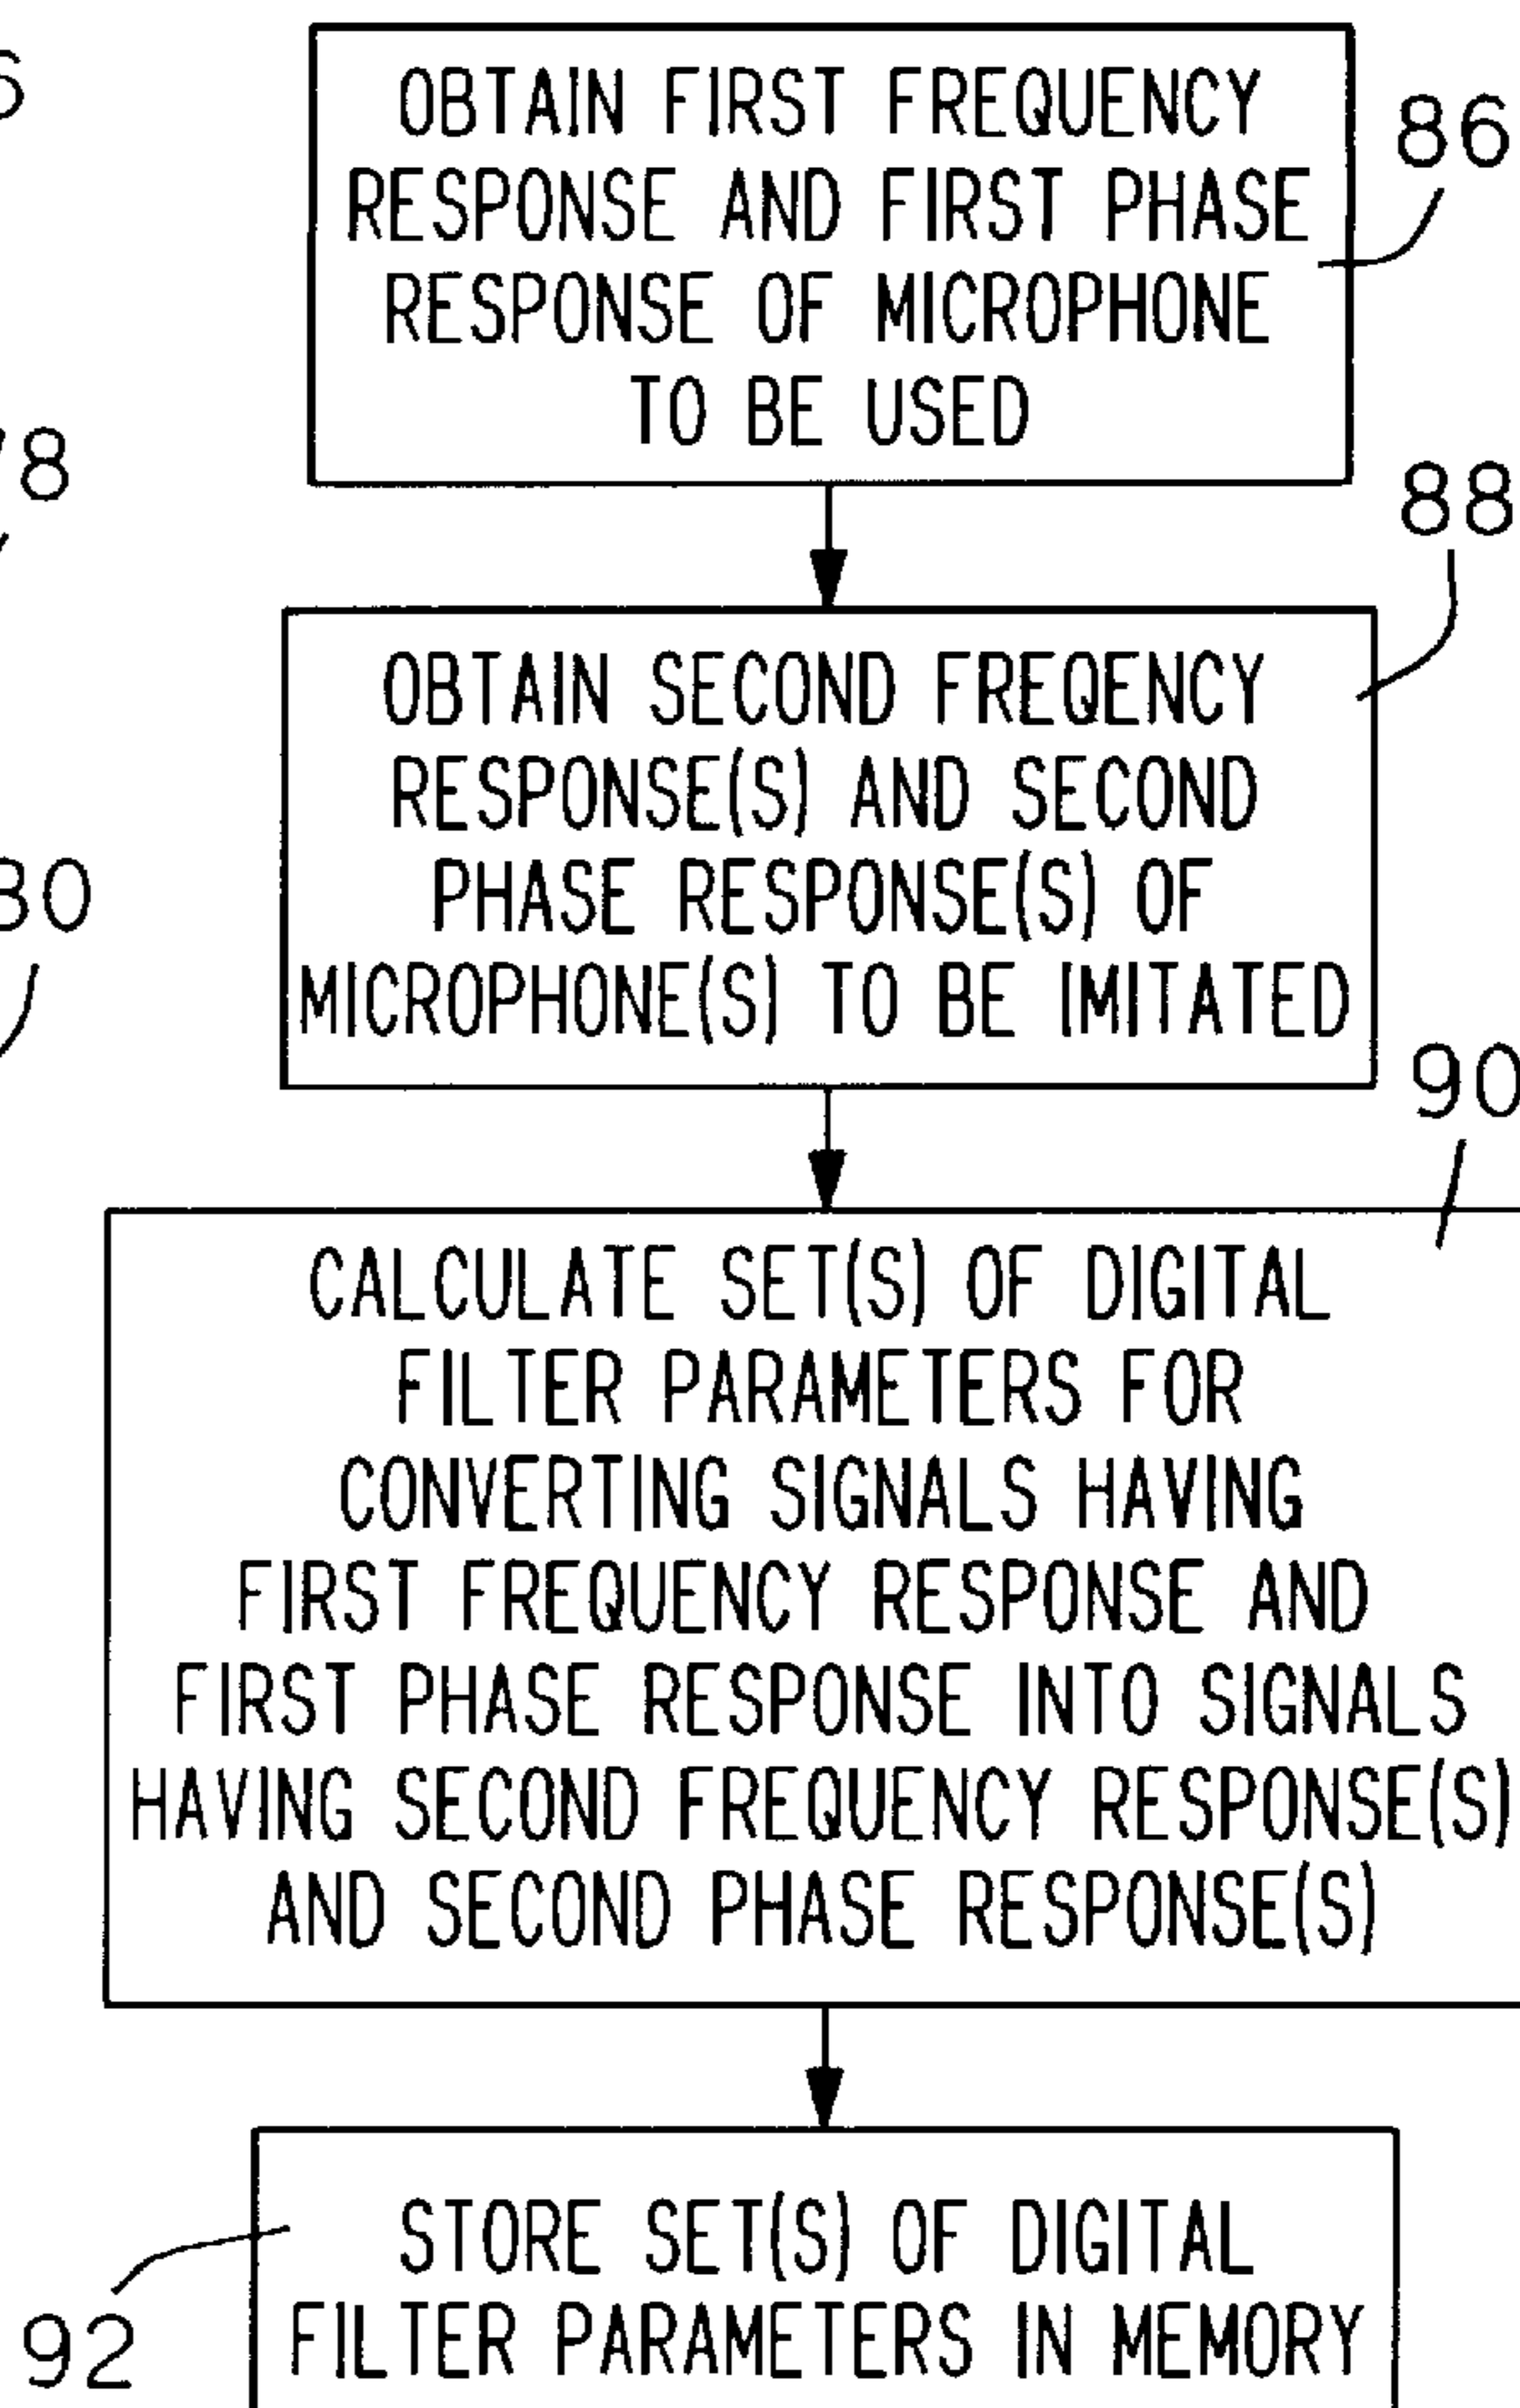 OBTAIN FIRST FREQUENCY
RESPONSE AND FIRST PHASE
RESPONSE OF MICROPHONE
TO BE USED
86
88
OBTAIN SECOND FREQENCY
RESPONSE(S) AND SECOND
PHASE RESPONSE(S) OF
MICROPHONE(S) TO BE IMITATED
90
CALCULATE SET(S) OF DIGITAL
FILTER PARAMETERS FOR
CONVERTING SIGNALS HAVING
FIRST FREQUENCY RESPONSE AND
FIRST PHASE RESPONSE INTO SIGNALS
HAVING SECOND FREQUENCY RESPONSE(S)
AND SECOND PHASE RESPONSE(S)
STORE SET(S) OF DIGITAL
FILTER PARAMETERS IN MEMORY
92